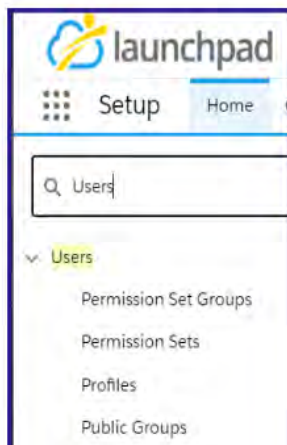 launchpad
Setup Home
Users
Users
Permission Set Groups
Permission Sets
Profiles
Public Groups